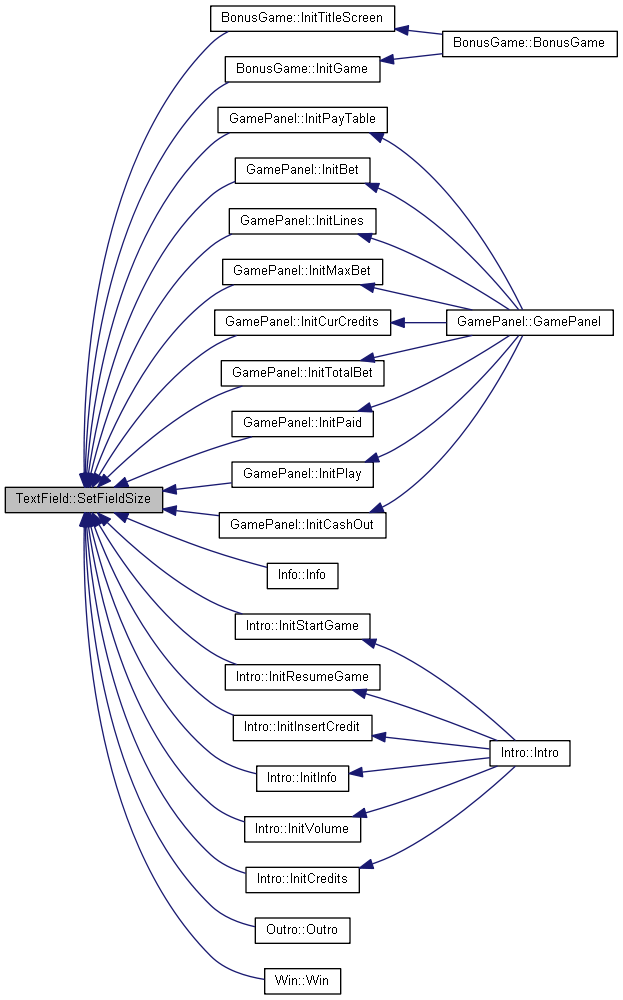 BonusGame::InitTitleScreen
BonusGame::BonusGame
BonusGame::InitGame
GamePanel::InitPayTable
GamePanel::InitBet
GamePanel::InitLines
GamePanel::InitMaxBet
GamePanel::InitCurCredits
GamePanel::GamePanel
GamePanel::InitTotalBet
GamePanel::InitPaid
GamePanel::InitPlay
TextField::SetFieldSize
GamePanel::InitCashOut
Info::Info
Intro::InitStartGame
Intro::InitResumeGame
Intro::InitInsertCredit
Intro::Intro
Intro::InitInfo
Intro::InitVolume
Intro::InitCredits
Outro::Outro
Win::Win